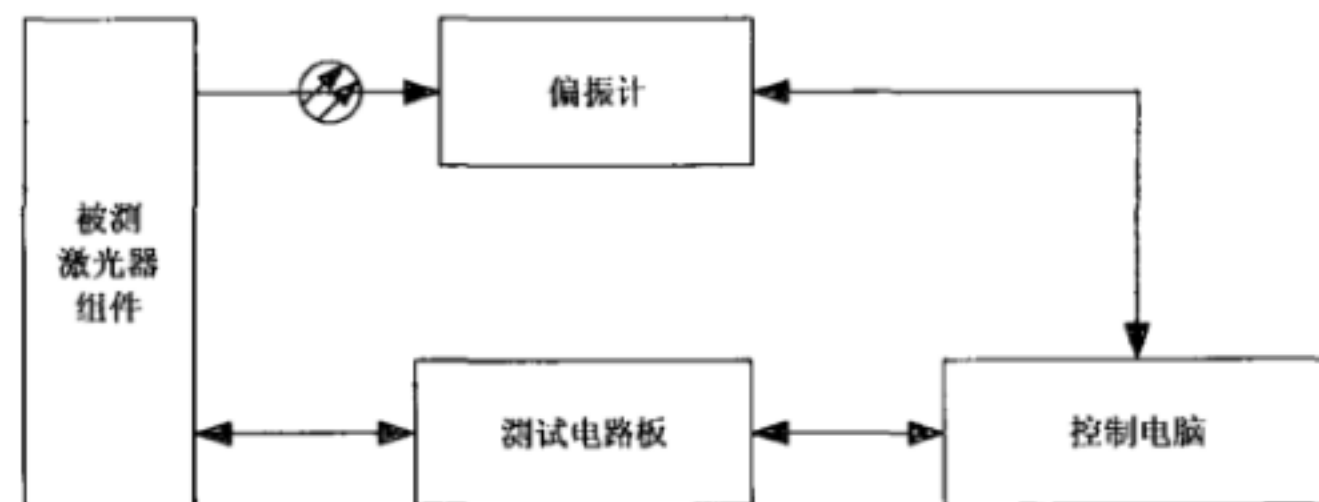 偏振计
被测
激光器
组件
测试电路板
控制电脑